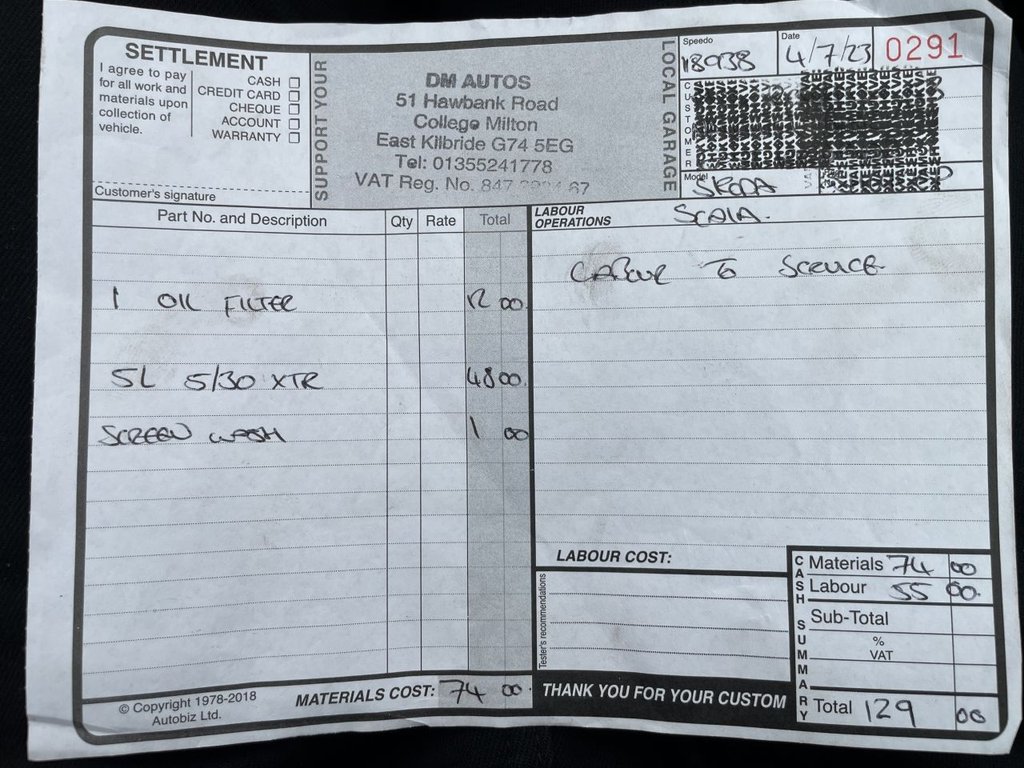 SETTLEMENT
I agree to pay for all work and materials upon collection of vehicle.
CASH
CREDIT CARD
CHEQUE
ACCOUNT
WARRANTY
Customer's signature
SUPPORT YOUR
DM AUTOS
51 Hawbank Road
College Milton
East Kilbride G74 5EG
Tel: 01355241778
VAT Reg. No. 847 67
LOCAL GARAGE
Speedo 18938
Date 4/7/23
0291
CUSTOMER
Model SKODA
SCALA.
Part No. and Description Qty Rate Total
1 OIL FILTER 12 00
5L 5/30 XTR 48 00
SCREEN WASH 1 00
LABOUR OPERATIONS
LABOUR TO SERVICE
LABOUR COST:
Tester's recommendations
CASH SUMMARY
Materials 74 00
Labour 55 00
Sub-Total
% VAT
Total 129 00
© Copyright 1978-2018
Autobiz Ltd.
MATERIALS COST: 74 00
THANK YOU FOR YOUR CUSTOM